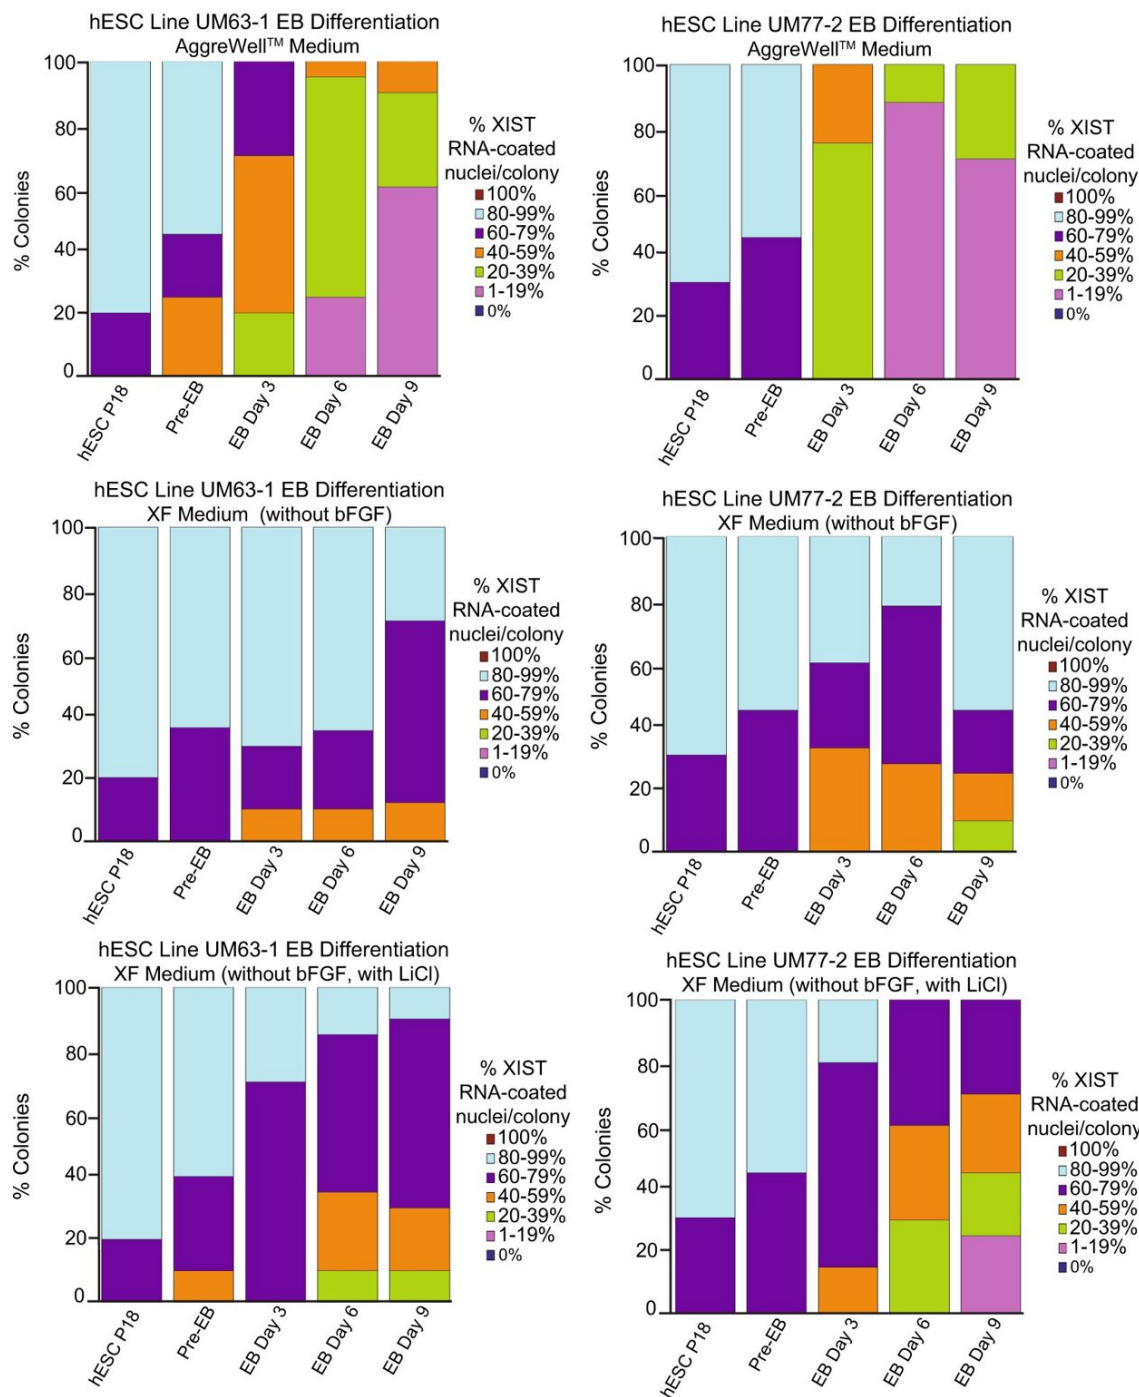 hESC Line UM63-1 EB Differentiation
AggreWell™ Medium
% Colonies
100
80
60
40
20
0
hESC P18
Pre-EB
EB Day 3
EB Day 6
EB Day 9
% XIST
RNA-coated
nuclei/colony
100%
80-99%
60-79%
40-59%
20-39%
1-19%
0%
hESC Line UM77-2 EB Differentiation
AggreWell™ Medium
% Colonies
100
80
60
40
20
0
hESC P18
Pre-EB
EB Day 3
EB Day 6
EB Day 9
% XIST
RNA-coated
nuclei/colony
100%
80-99%
60-79%
40-59%
20-39%
1-19%
0%
hESC Line UM63-1 EB Differentiation
XF Medium (without bFGF)
% Colonies
100
80
60
40
20
0
hESC P18
Pre-EB
EB Day 3
EB Day 6
EB Day 9
% XIST
RNA-coated
nuclei/colony
100%
80-99%
60-79%
40-59%
20-39%
1-19%
0%
hESC Line UM77-2 EB Differentiation
XF Medium (without bFGF)
% Colonies
100
80
60
40
20
0
hESC P18
Pre-EB
EB Day 3
EB Day 6
EB Day 9
% XIST
RNA-coated
nuclei/colony
100%
80-99%
60-79%
40-59%
20-39%
1-19%
0%
hESC Line UM63-1 EB Differentiation
XF Medium (without bFGF, with LiCl)
% Colonies
100
80
60
40
20
0
hESC P18
Pre-EB
EB Day 3
EB Day 6
EB Day 9
% XIST
RNA-coated
nuclei/colony
100%
80-99%
60-79%
40-59%
20-39%
1-19%
0%
hESC Line UM77-2 EB Differentiation
XF Medium (without bFGF, with LiCl)
% Colonies
100
80
60
40
20
0
hESC P18
Pre-EB
EB Day 3
EB Day 6
EB Day 9
% XIST
RNA-coated
nuclei/colony
100%
80-99%
60-79%
40-59%
20-39%
1-19%
0%